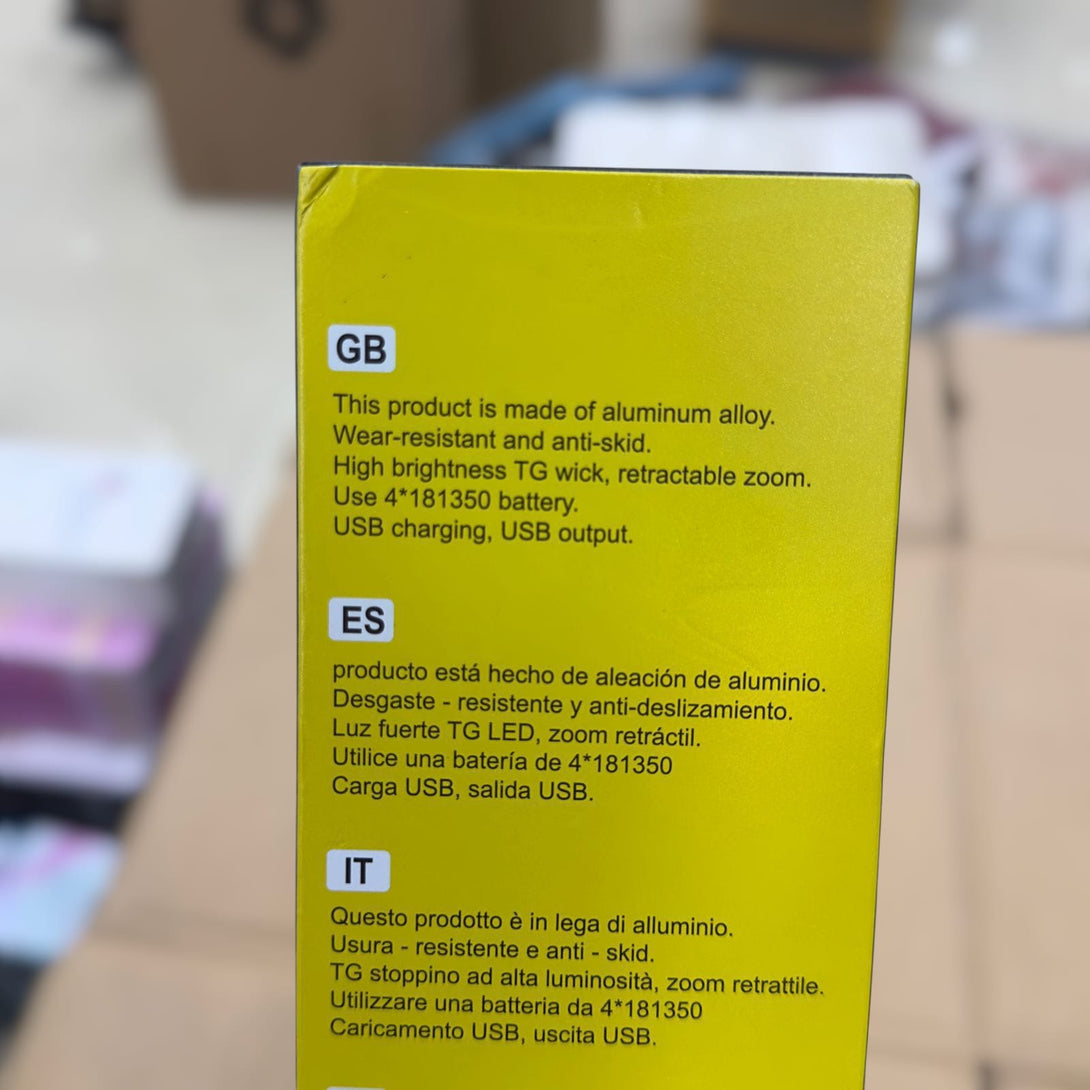 GB
This product is made of aluminum alloy.
Wear-resistant and anti-skid.
High brightness TG wick, retractable zoom.
Use 4*181350 battery.
USB charging, USB output.
ES
producto está hecho de aleación de aluminio.
Desgaste - resistente y anti-deslizamiento.
Luz fuerte TG LED, zoom retráctil.
Utilice una batería de 4*181350
Carga USB, salida USB.
IT
Questo prodotto è in lega di alluminio.
Usura - resistente e anti - skid.
TG stoppino ad alta luminosità, zoom retrattile.
Utilizzare una batteria da 4*181350
Caricamento USB, uscita USB.